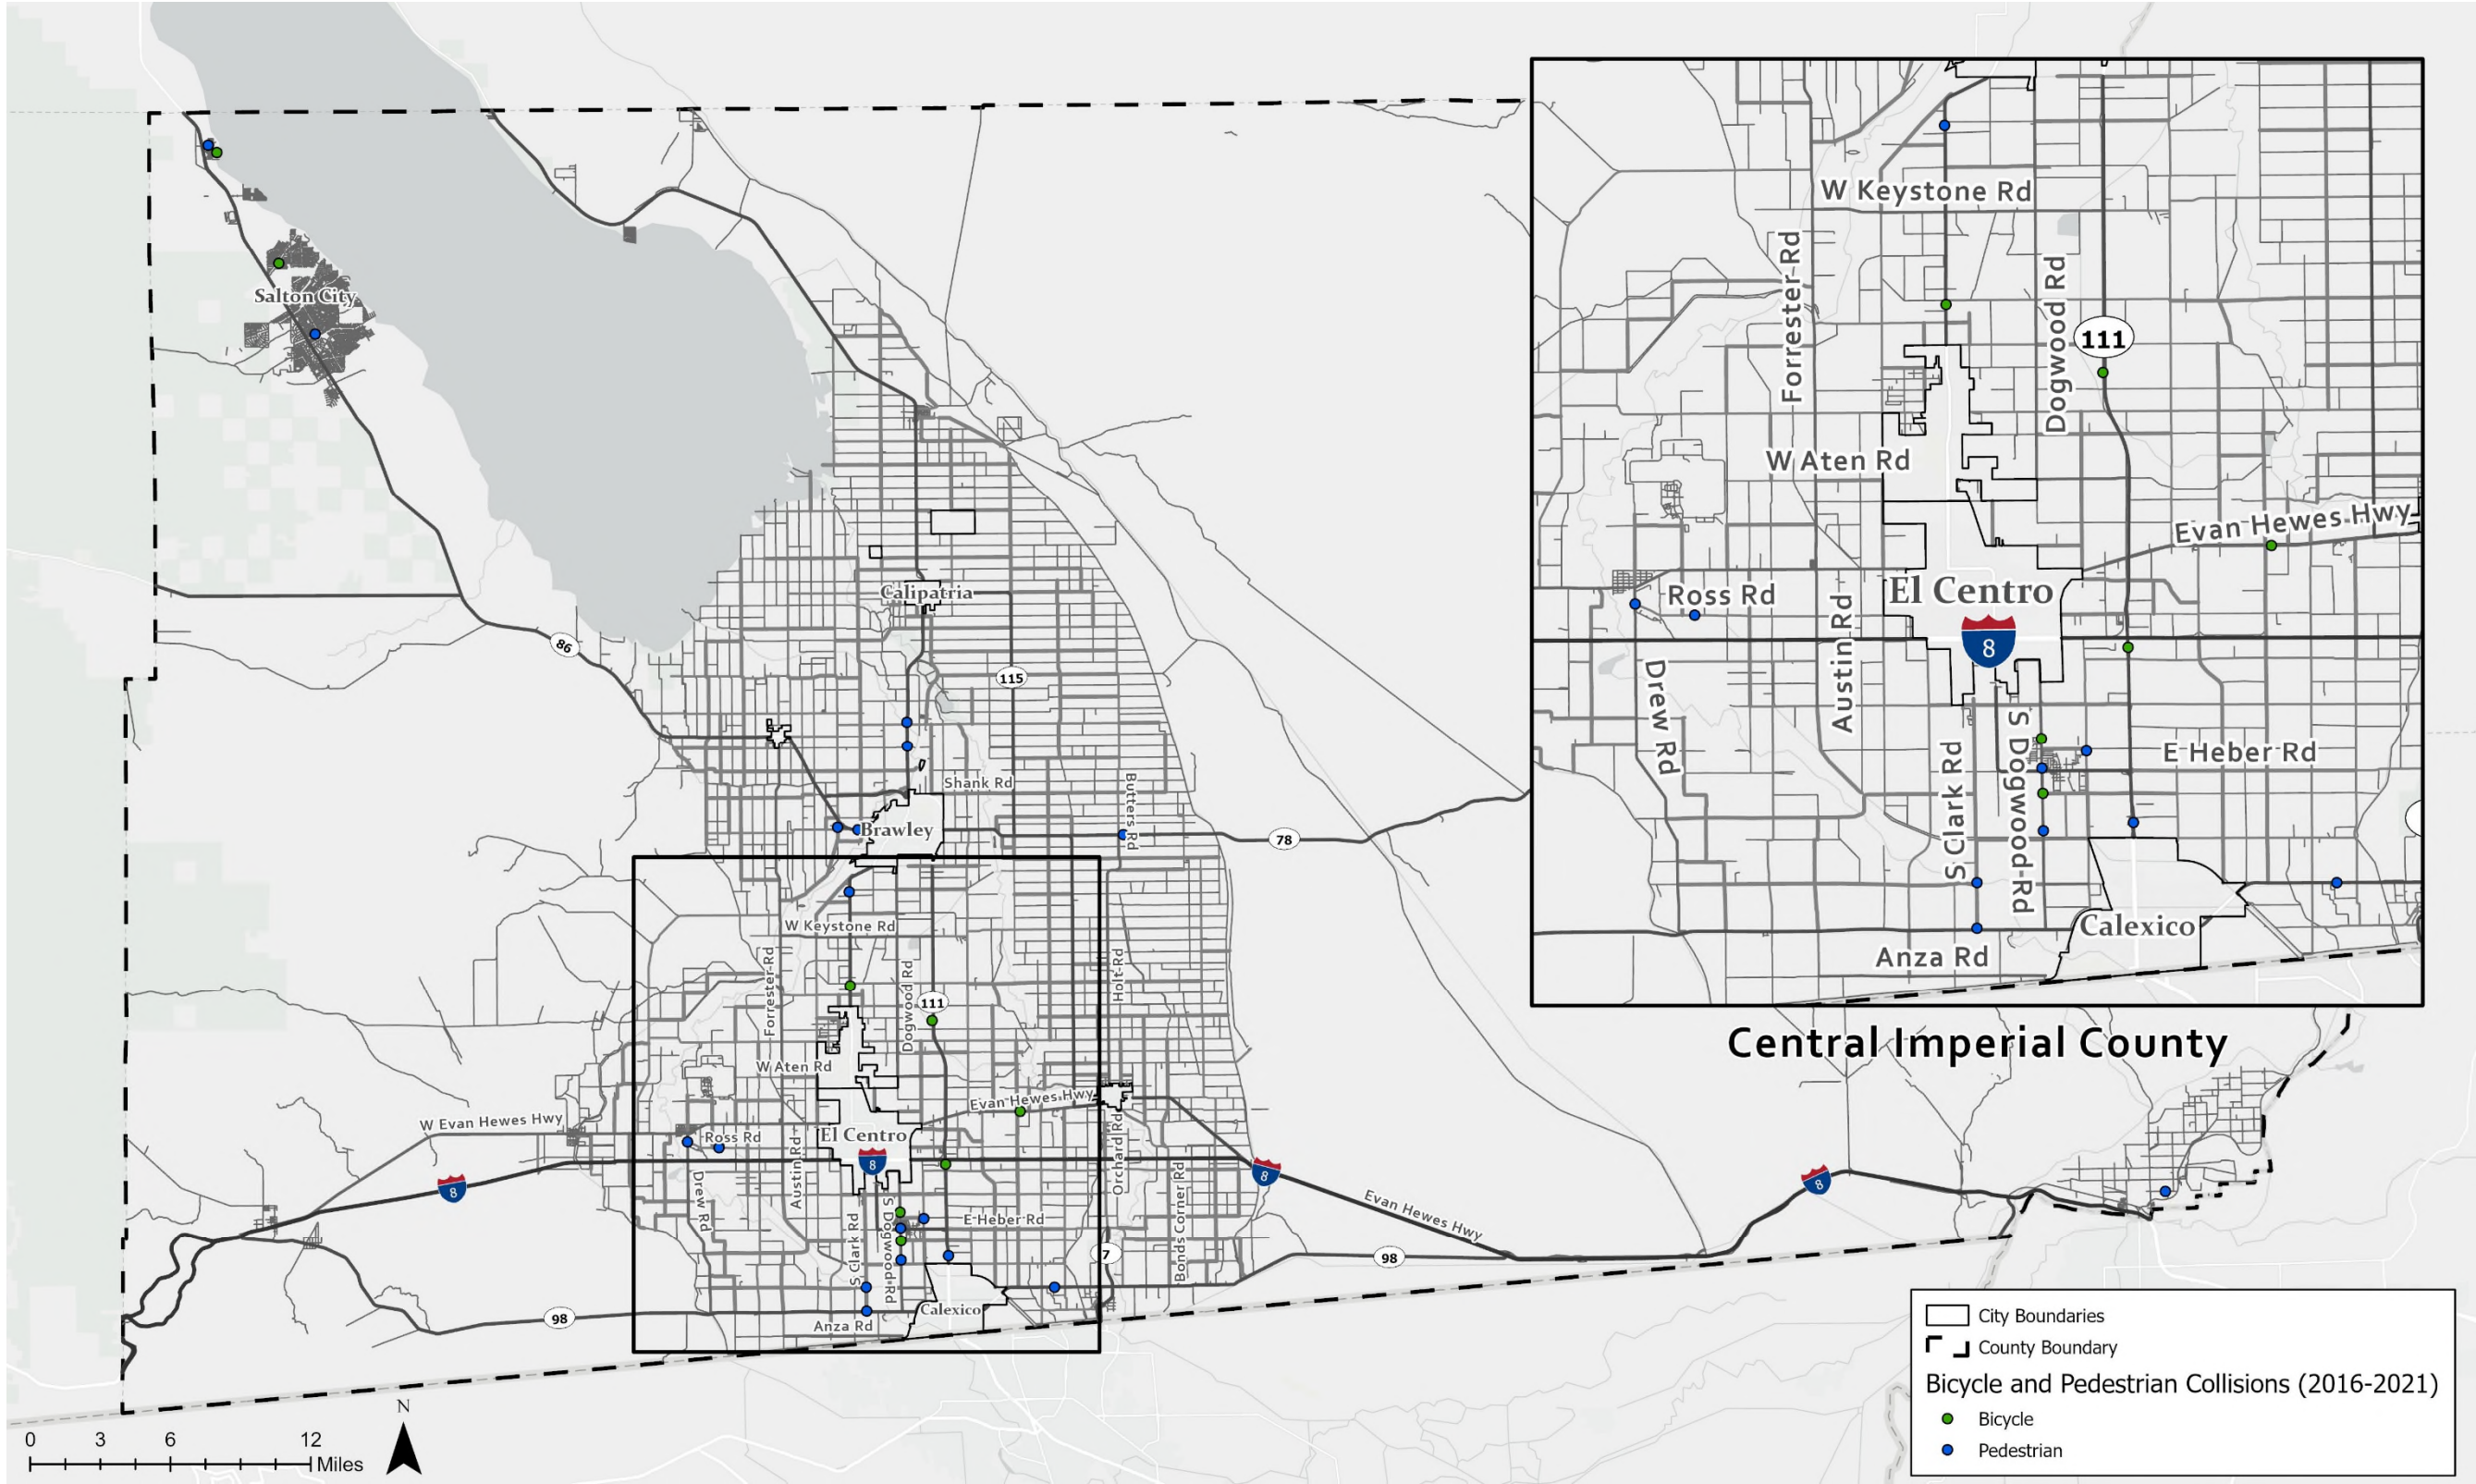 Salton City
86
Calipatria
115
Shank Rd
Butters Rd
Brawley
78
W Keystone Rd
Forrester Rd
Dogwood Rd
111
Holt Rd
W Aten Rd
Evan Hewes Hwy
W Evan Hewes Hwy
Ross Rd
El Centro
8
8
8
8
Drew Rd
Austin Rd
Orchard Rd
Bonds Corner Rd
S Clark Rd
S Dogwood Rd
E Heber Rd
Evan Hewes Hwy
7
98
98
Calexico
Anza Rd
W Keystone Rd
Forrester Rd
Dogwood Rd
111
W Aten Rd
Evan Hewes Hwy
Ross Rd
El Centro
8
Austin Rd
Drew Rd
S Clark Rd
S Dogwood Rd
E Heber Rd
Calexico
Anza Rd
Central Imperial County
City Boundaries
County Boundary
Bicycle and Pedestrian Collisions (2016-2021)
Bicycle
Pedestrian
N
0 3 6 12
Miles